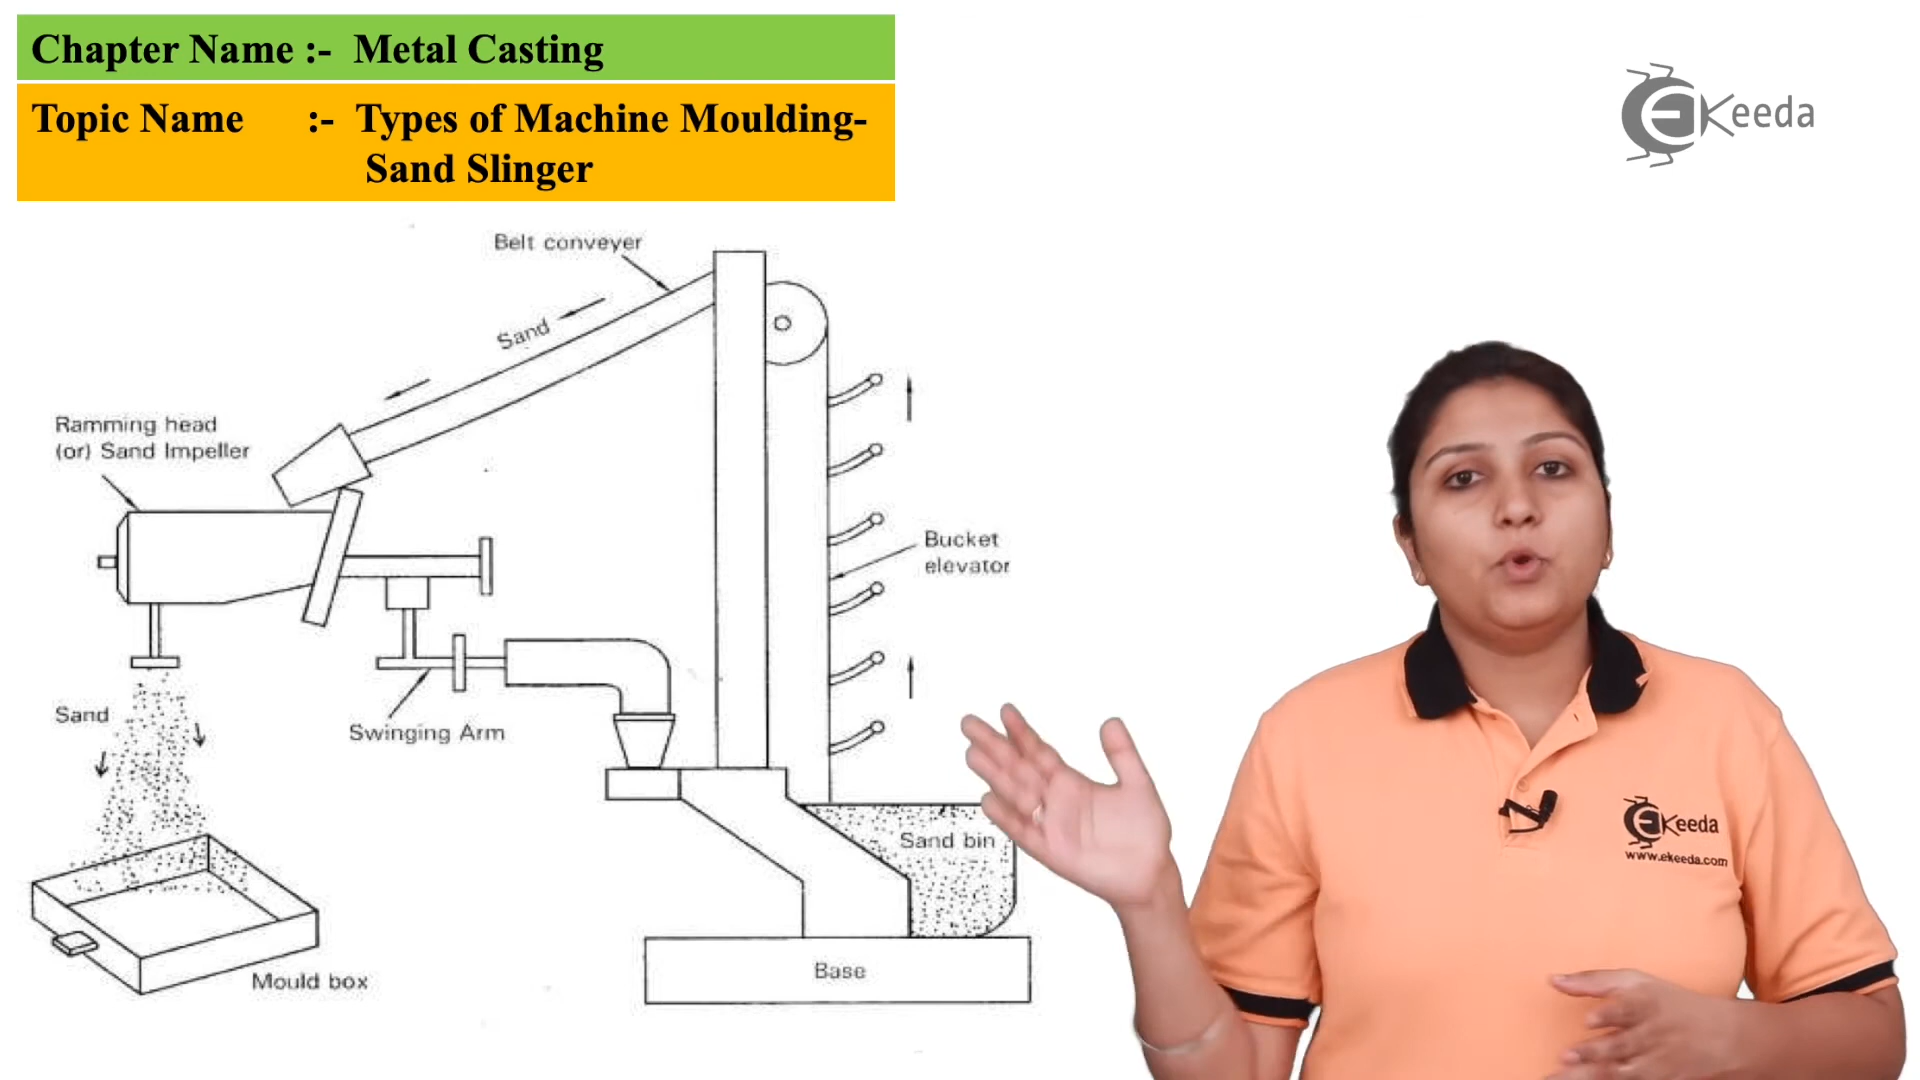 Chapter Name :- Metal Casting
Topic Name :- Types of Machine Moulding-
Sand Slinger
EKeeda
Belt conveyer
Sand
Ramming head
(or) Sand Impeller
Bucket
elevator
Sand
Swinging Arm
Sand bin
Mould box
Base
EKeeda
www.ekeeda.com